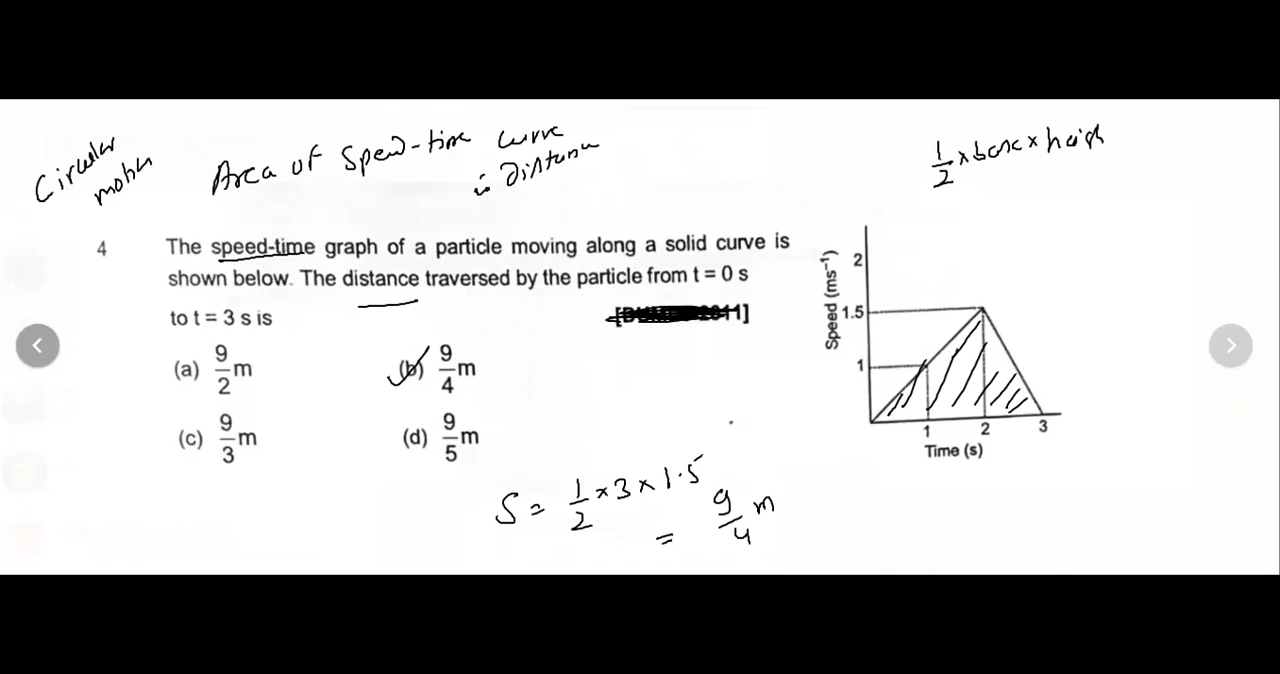 Circular motion
Area of Speed-time curve
is Distance
1/2 × base × heigh
4 The speed-time graph of a particle moving along a solid curve is
shown below. The distance traversed by the particle from t = 0 s
to t = 3 s is
(a) 9/2 m (b) 9/4 m
(c) 9/3 m (d) 9/5 m
Speed (ms⁻¹)
2
1.5
1
1 2 3
Time (s)
S = 1/2 × 3 × 1.5
= 9/4 m